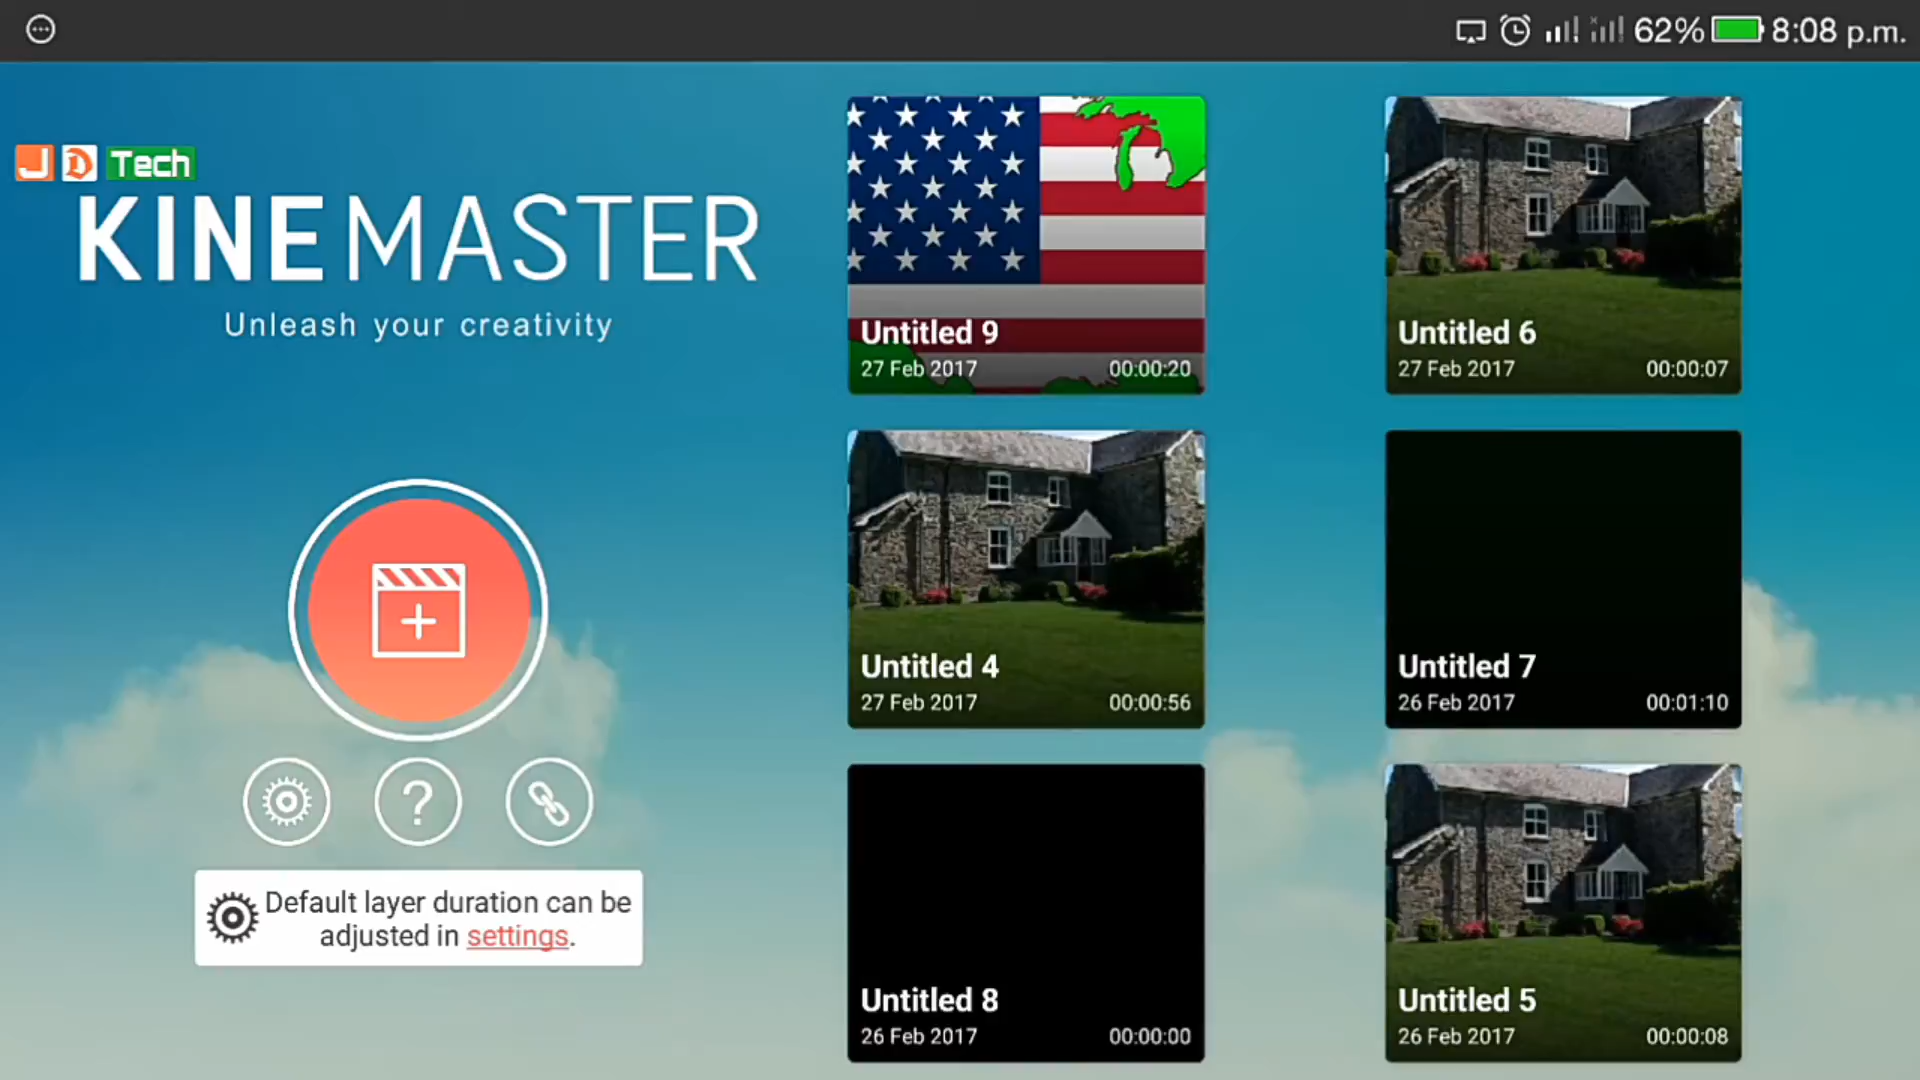 62% 8:08 p.m.
JD Tech
KINEMASTER
Unleash your creativity
Default layer duration can be
adjusted in settings.
Untitled 9
27 Feb 2017 00:00:20
Untitled 6
27 Feb 2017 00:00:07
Untitled 4
27 Feb 2017 00:00:56
Untitled 7
26 Feb 2017 00:01:10
Untitled 8
26 Feb 2017 00:00:00
Untitled 5
26 Feb 2017 00:00:08